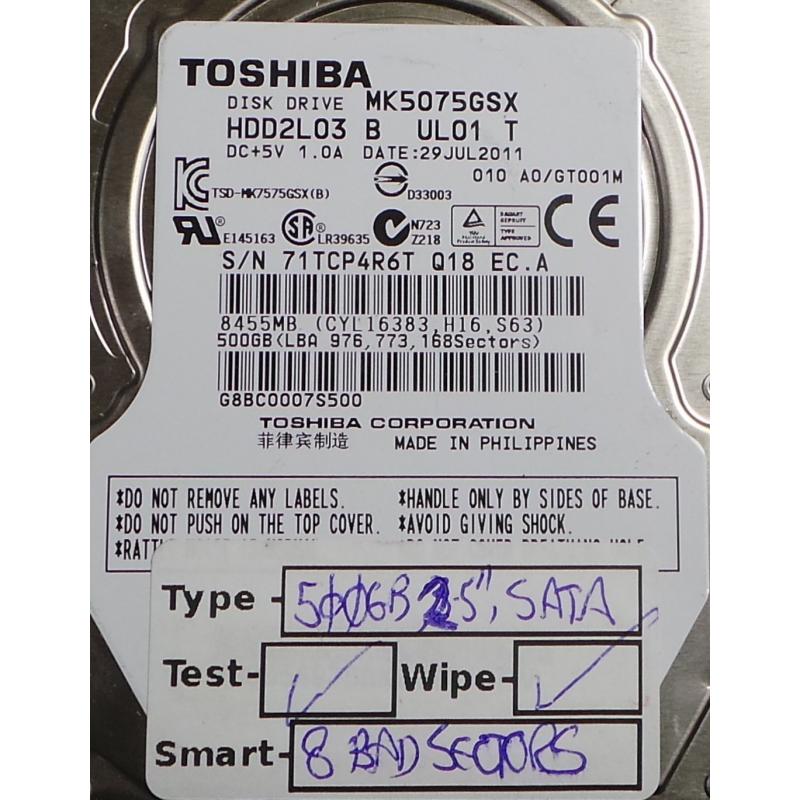 TOSHIBA
DISK DRIVE MK5075GSX
HDD2L03 B UL01 T
DC+5V 1.0A DATE:29JUL2011
010 A0/GT001M
TSD-MK7575GSX(B) D33003
E145163 LR39635 N723 Z218 CE
S/N 71TCP4R6T Q18 EC.A
8455MB (CYL16383,H16,S63)
500GB(LBA 976,773,168Sectors)
G8BC0007S500
TOSHIBA CORPORATION
菲律宾制造 MADE IN PHILIPPINES
*DO NOT REMOVE ANY LABELS. *HANDLE ONLY BY SIDES OF BASE.
*DO NOT PUSH ON THE TOP COVER. *AVOID GIVING SHOCK.
Type - 500GB, 2.5", SATA
Test- ✓ Wipe- ✓
Smart- 8 BAD SECTORS